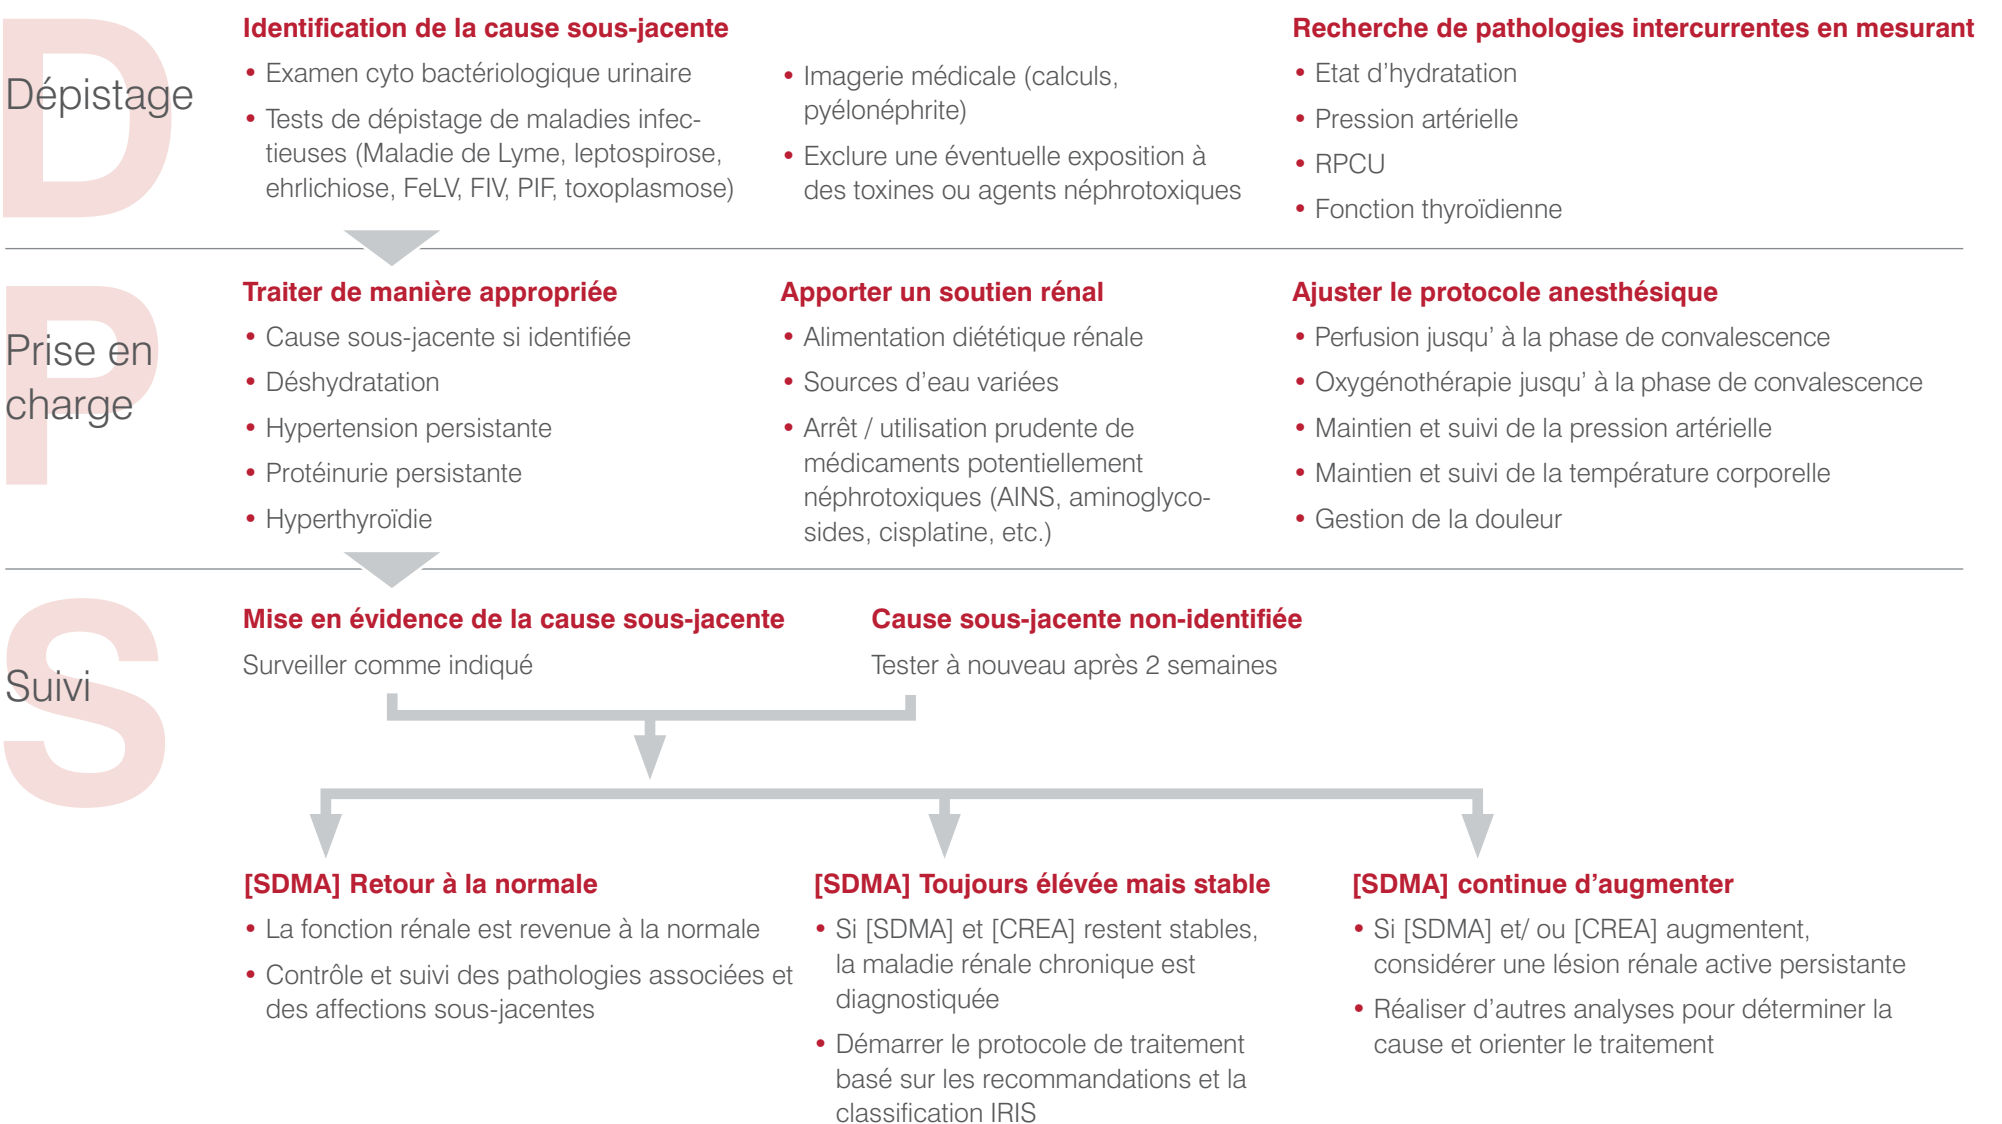 D
Dépistage
Identification de la cause sous-jacente
• Examen cyto bactériologique urinaire
• Tests de dépistage de maladies infec-
tieuses (Maladie de Lyme, leptospirose,
ehrlichiose, FeLV, FIV, PIF, toxoplasmose)
• Imagerie médicale (calculs,
pyélonéphrite)
• Exclure une éventuelle exposition à
des toxines ou agents néphrotoxiques
Recherche de pathologies intercurrentes en mesurant
• Etat d’hydratation
• Pression artérielle
• RPCU
• Fonction thyroïdienne
P
Prise en
charge
Traiter de manière appropriée
• Cause sous-jacente si identifiée
• Déshydratation
• Hypertension persistante
• Protéinurie persistante
• Hyperthyroïdie
Apporter un soutien rénal
• Alimentation diététique rénale
• Sources d’eau variées
• Arrêt / utilisation prudente de
médicaments potentiellement
néphrotoxiques (AINS, aminoglyco-
sides, cisplatine, etc.)
Ajuster le protocole anesthésique
• Perfusion jusqu’ à la phase de convalescence
• Oxygénothérapie jusqu’ à la phase de convalescence
• Maintien et suivi de la pression artérielle
• Maintien et suivi de la température corporelle
• Gestion de la douleur
S
Suivi
Mise en évidence de la cause sous-jacente
Surveiller comme indiqué
Cause sous-jacente non-identifiée
Tester à nouveau après 2 semaines
[SDMA] Retour à la normale
• La fonction rénale est revenue à la normale
• Contrôle et suivi des pathologies associées et
des affections sous-jacentes
[SDMA] Toujours élévée mais stable
• Si [SDMA] et [CREA] restent stables,
la maladie rénale chronique est
diagnostiquée
• Démarrer le protocole de traitement
basé sur les recommandations et la
classification IRIS
[SDMA] continue d’augmenter
• Si [SDMA] et/ ou [CREA] augmentent,
considérer une lésion rénale active persistante
• Réaliser d’autres analyses pour déterminer la
cause et orienter le traitement